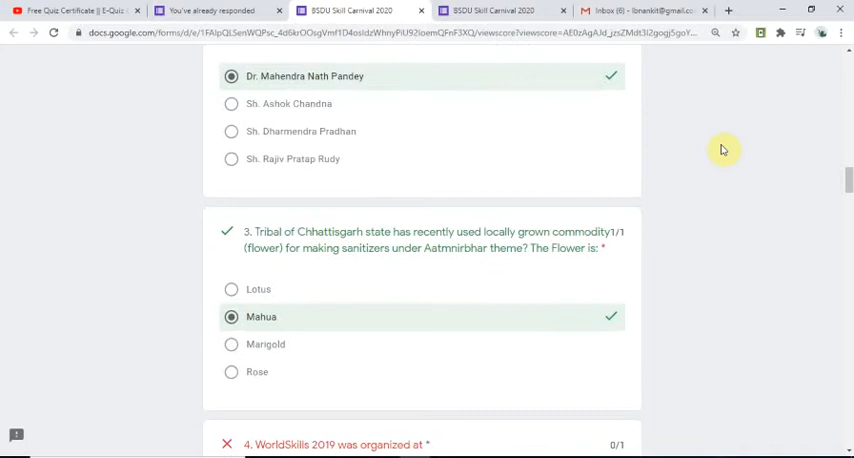 Free Quiz Certificate || E-Quiz C
You've already responded
BSDU Skill Carnival 2020
BSDU Skill Carnival 2020
Inbox (6) - lbnrankit@gmail.co
Dr. Mahendra Nath Pandey
Sh. Ashok Chandna
Sh. Dharmendra Pradhan
Sh. Rajiv Pratap Rudy
3. Tribal of Chhattisgarh state has recently used locally grown commodity 1/1
(flower) for making sanitizers under Aatmnirbhar theme? The Flower is: *
Lotus
Mahua
Marigold
Rose
4. WorldSkills 2019 was organized at * 0/1